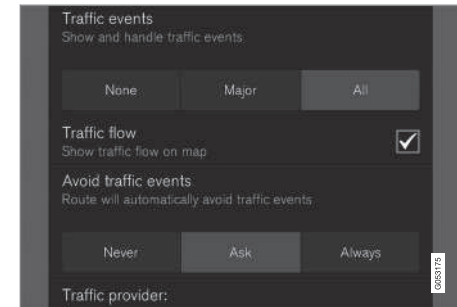 Traffic events
Show and handle traffic events
None Major All
Traffic flow
Show traffic flow on map
Avoid traffic events
Route will automatically avoid traffic events
Never Ask Always
Traffic provider:
G053175